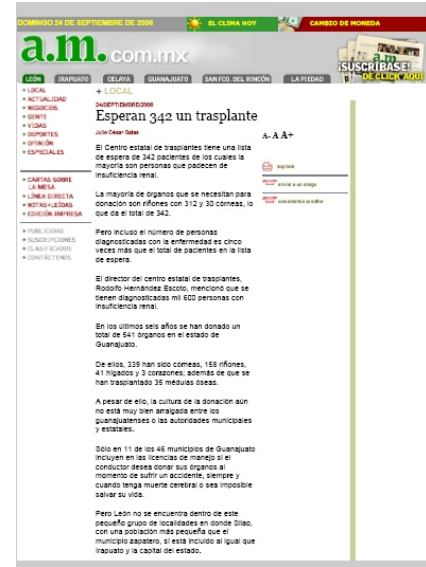 DOMINGO 24 DE SEPTIEMBRE DE 2006
EL CLIMA HOY
CAMBIO DE MONEDA
a.m.com.mx
a.m.
¡SUSCRÍBASE!
DE CLICK AQUÍ
LEÓN
IRAPUATO
CELAYA
GUANAJUATO
SAN FCO. DEL RINCÓN
LA PIEDAD
LOCAL
ACTUALIDAD
NEGOCIOS
GENTE
VIDAS
DEPORTES
OPINIÓN
ESPECIALES
CARTAS SOBRE
LA MESA
LÍNEA DIRECTA
NOTAS+LEÍDAS
EDICIÓN IMPRESA
PUBLICIDAD
SUSCRIPCIONES
CLASIFICADOS
CONTÁCTENOS
+ LOCAL
24/SEPTIEMBRE/2006
Esperan 342 un trasplante
Julio César Salas
A- A A+
imprimir
enviar a un amigo
comentarios al editor
El Centro estatal de trasplantes tiene una lista
de espera de 342 pacientes de los cuales la
mayoría son personas que padecen de
insuficiencia renal.
La mayoría de órganos que se necesitan para
donación son riñones con 312 y 30 córneas, lo
que da el total de 342.
Pero incluso el número de personas
diagnosticadas con la enfermedad es cinco
veces más que el total de pacientes en la lista
de espera.
El director del centro estatal de trasplantes,
Rodolfo Hernández Escoto, mencionó que se
tienen diagnosticadas mil 600 personas con
insuficiencia renal.
En los últimos seis años se han donado un
total de 541 órganos en el estado de
Guanajuato.
De ellos, 339 han sido córneas, 158 riñones,
41 hígados y 3 corazones; además de que se
han trasplantado 35 médulas óseas.
A pesar de ello, la cultura de la donación aún
no está muy bien arraigada entre los
guanajuatenses o las autoridades municipales
y estatales.
Sólo en 11 de los 46 municipios de Guanajuato
incluyen en las licencias de manejo si el
conductor desea donar sus órganos al
momento de sufrir un accidente, siempre y
cuando tenga muerte cerebral o sea imposible
salvar su vida.
Pero León no se encuentra dentro de este
pequeño grupo de localidades en donde Silao,
con una población más pequeña que el
municipio zapatero, sí está incluido al igual que
Irapuato y la capital del estado.